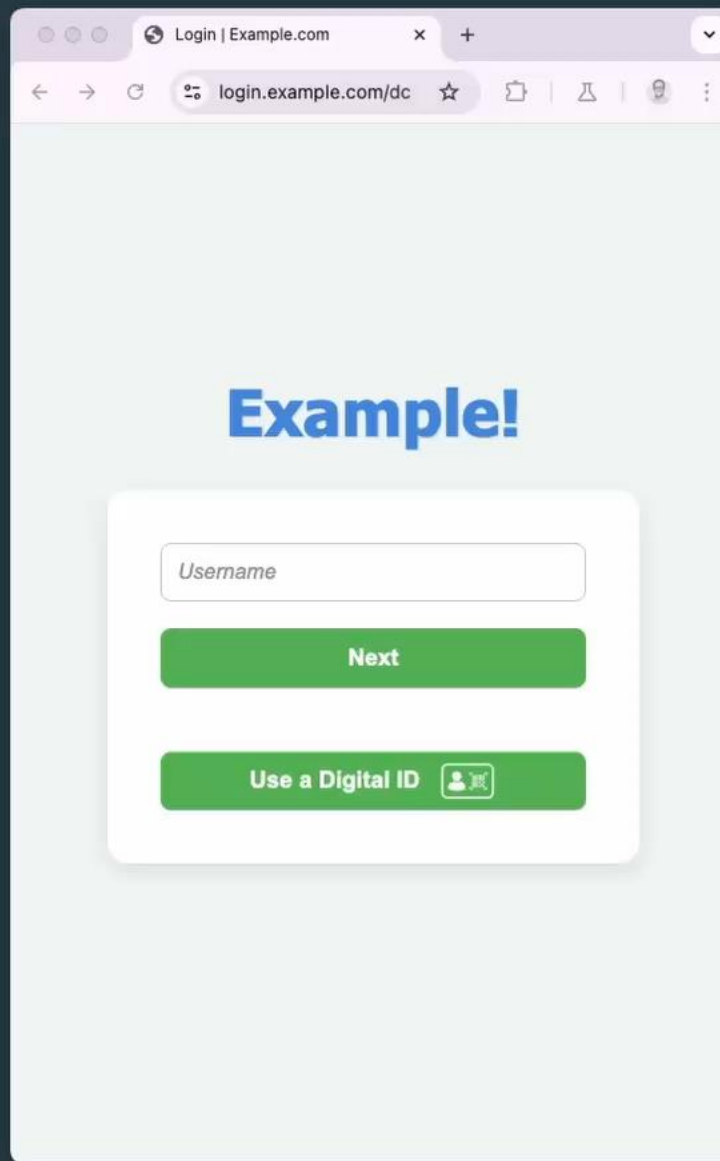 Login | Example.com
login.example.com/dc
Example!
Username
Next
Use a Digital ID